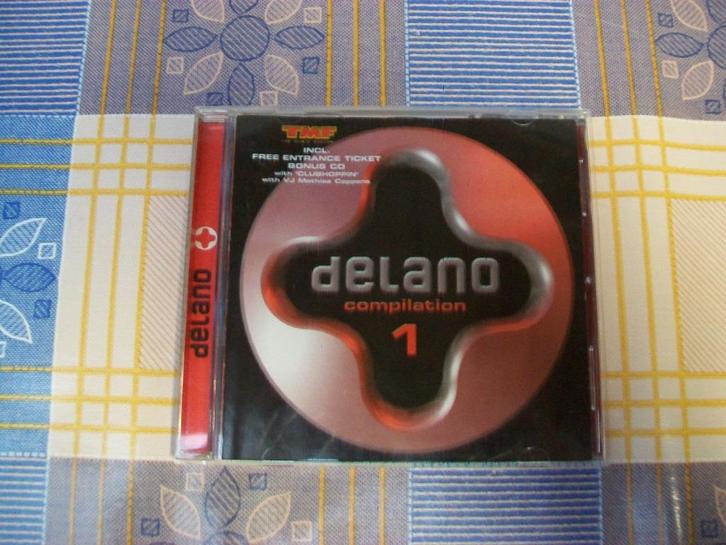 TMF
INCL.
FREE ENTRANCE TICKET
BONUS CD
with 'CLUBHOPPIN'
with VJ Mathias Coppens
delano
compilation
1
delano